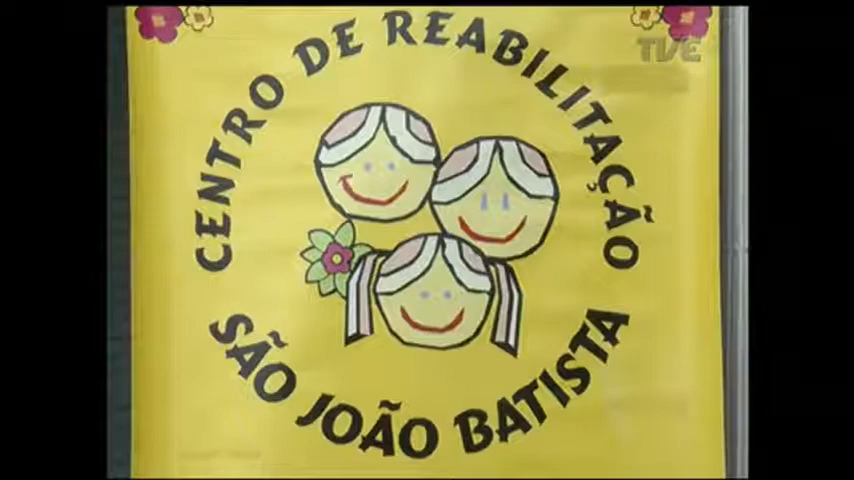 CENTRO DE REABILITAÇÃO
SÃO JOÃO BATISTA
TVE